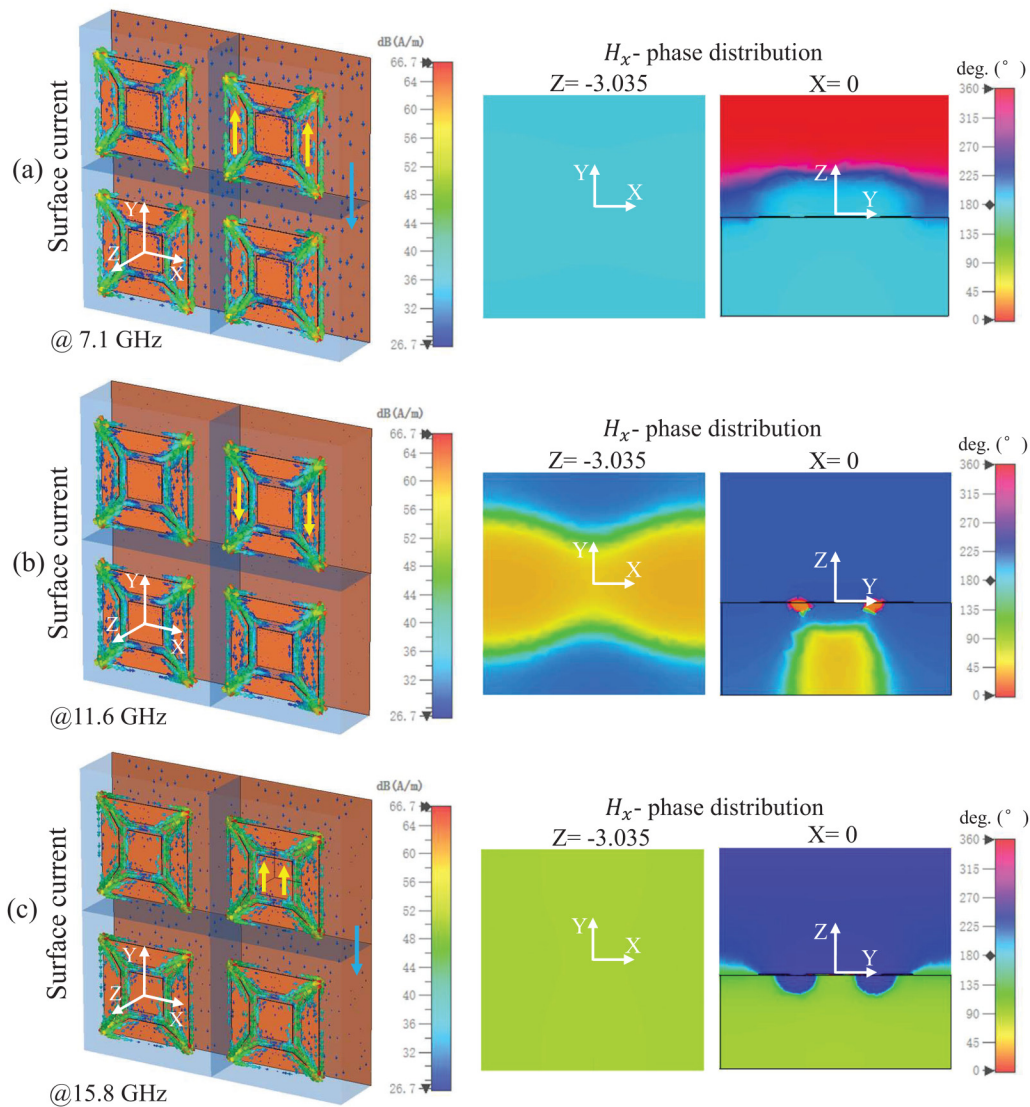 dB(A/m)
66.7
64
60
56
52
48
44
40
36
32
26.7
Surface current
(a)
Y
Z
X
@ 7.1 GHz
Hₓ- phase distribution
Z= -3.035
X= 0
Y
X
Z
Y
deg. (°)
360
315
270
225
180
135
90
45
0
dB(A/m)
66.7
64
60
56
52
48
44
40
36
32
26.7
Surface current
(b)
Y
Z
X
@11.6 GHz
Hₓ- phase distribution
Z= -3.035
X= 0
Y
X
Z
Y
deg. (°)
360
315
270
225
180
135
90
45
0
dB(A/m)
66.7
64
60
56
52
48
44
40
36
32
26.7
Surface current
(c)
Y
Z
X
@15.8 GHz
Hₓ- phase distribution
Z= -3.035
X= 0
Y
X
Z
Y
deg. (°)
360
315
270
225
180
135
90
45
0